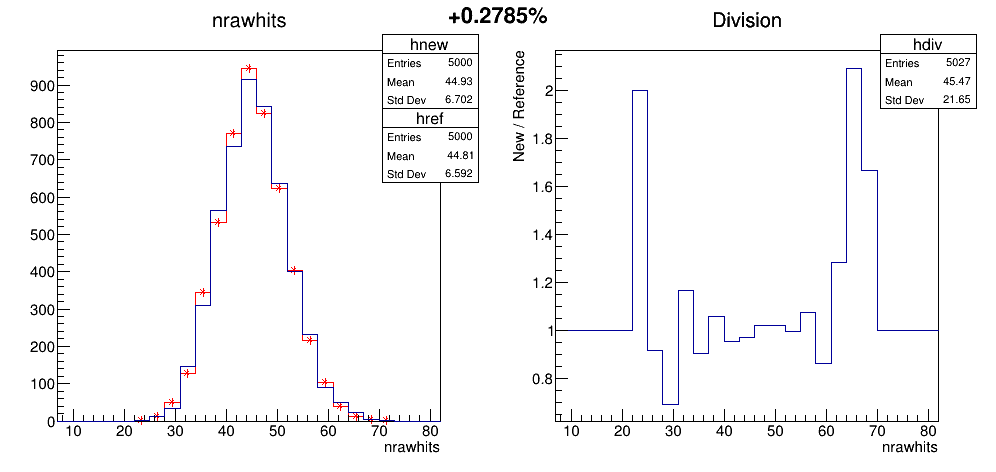 +0.2785%
nrawhits
hnew
Entries 5000
Mean 44.93
Std Dev 6.702
href
Entries 5000
Mean 44.81
Std Dev 6.592
900
800
700
600
500
400
300
200
100
0
10 20 30 40 50 60 70 80
nrawhits
Division
hdiv
Entries 5027
Mean 45.47
Std Dev 21.65
New / Reference
2
1.8
1.6
1.4
1.2
1
0.8
10 20 30 40 50 60 70 80
nrawhits